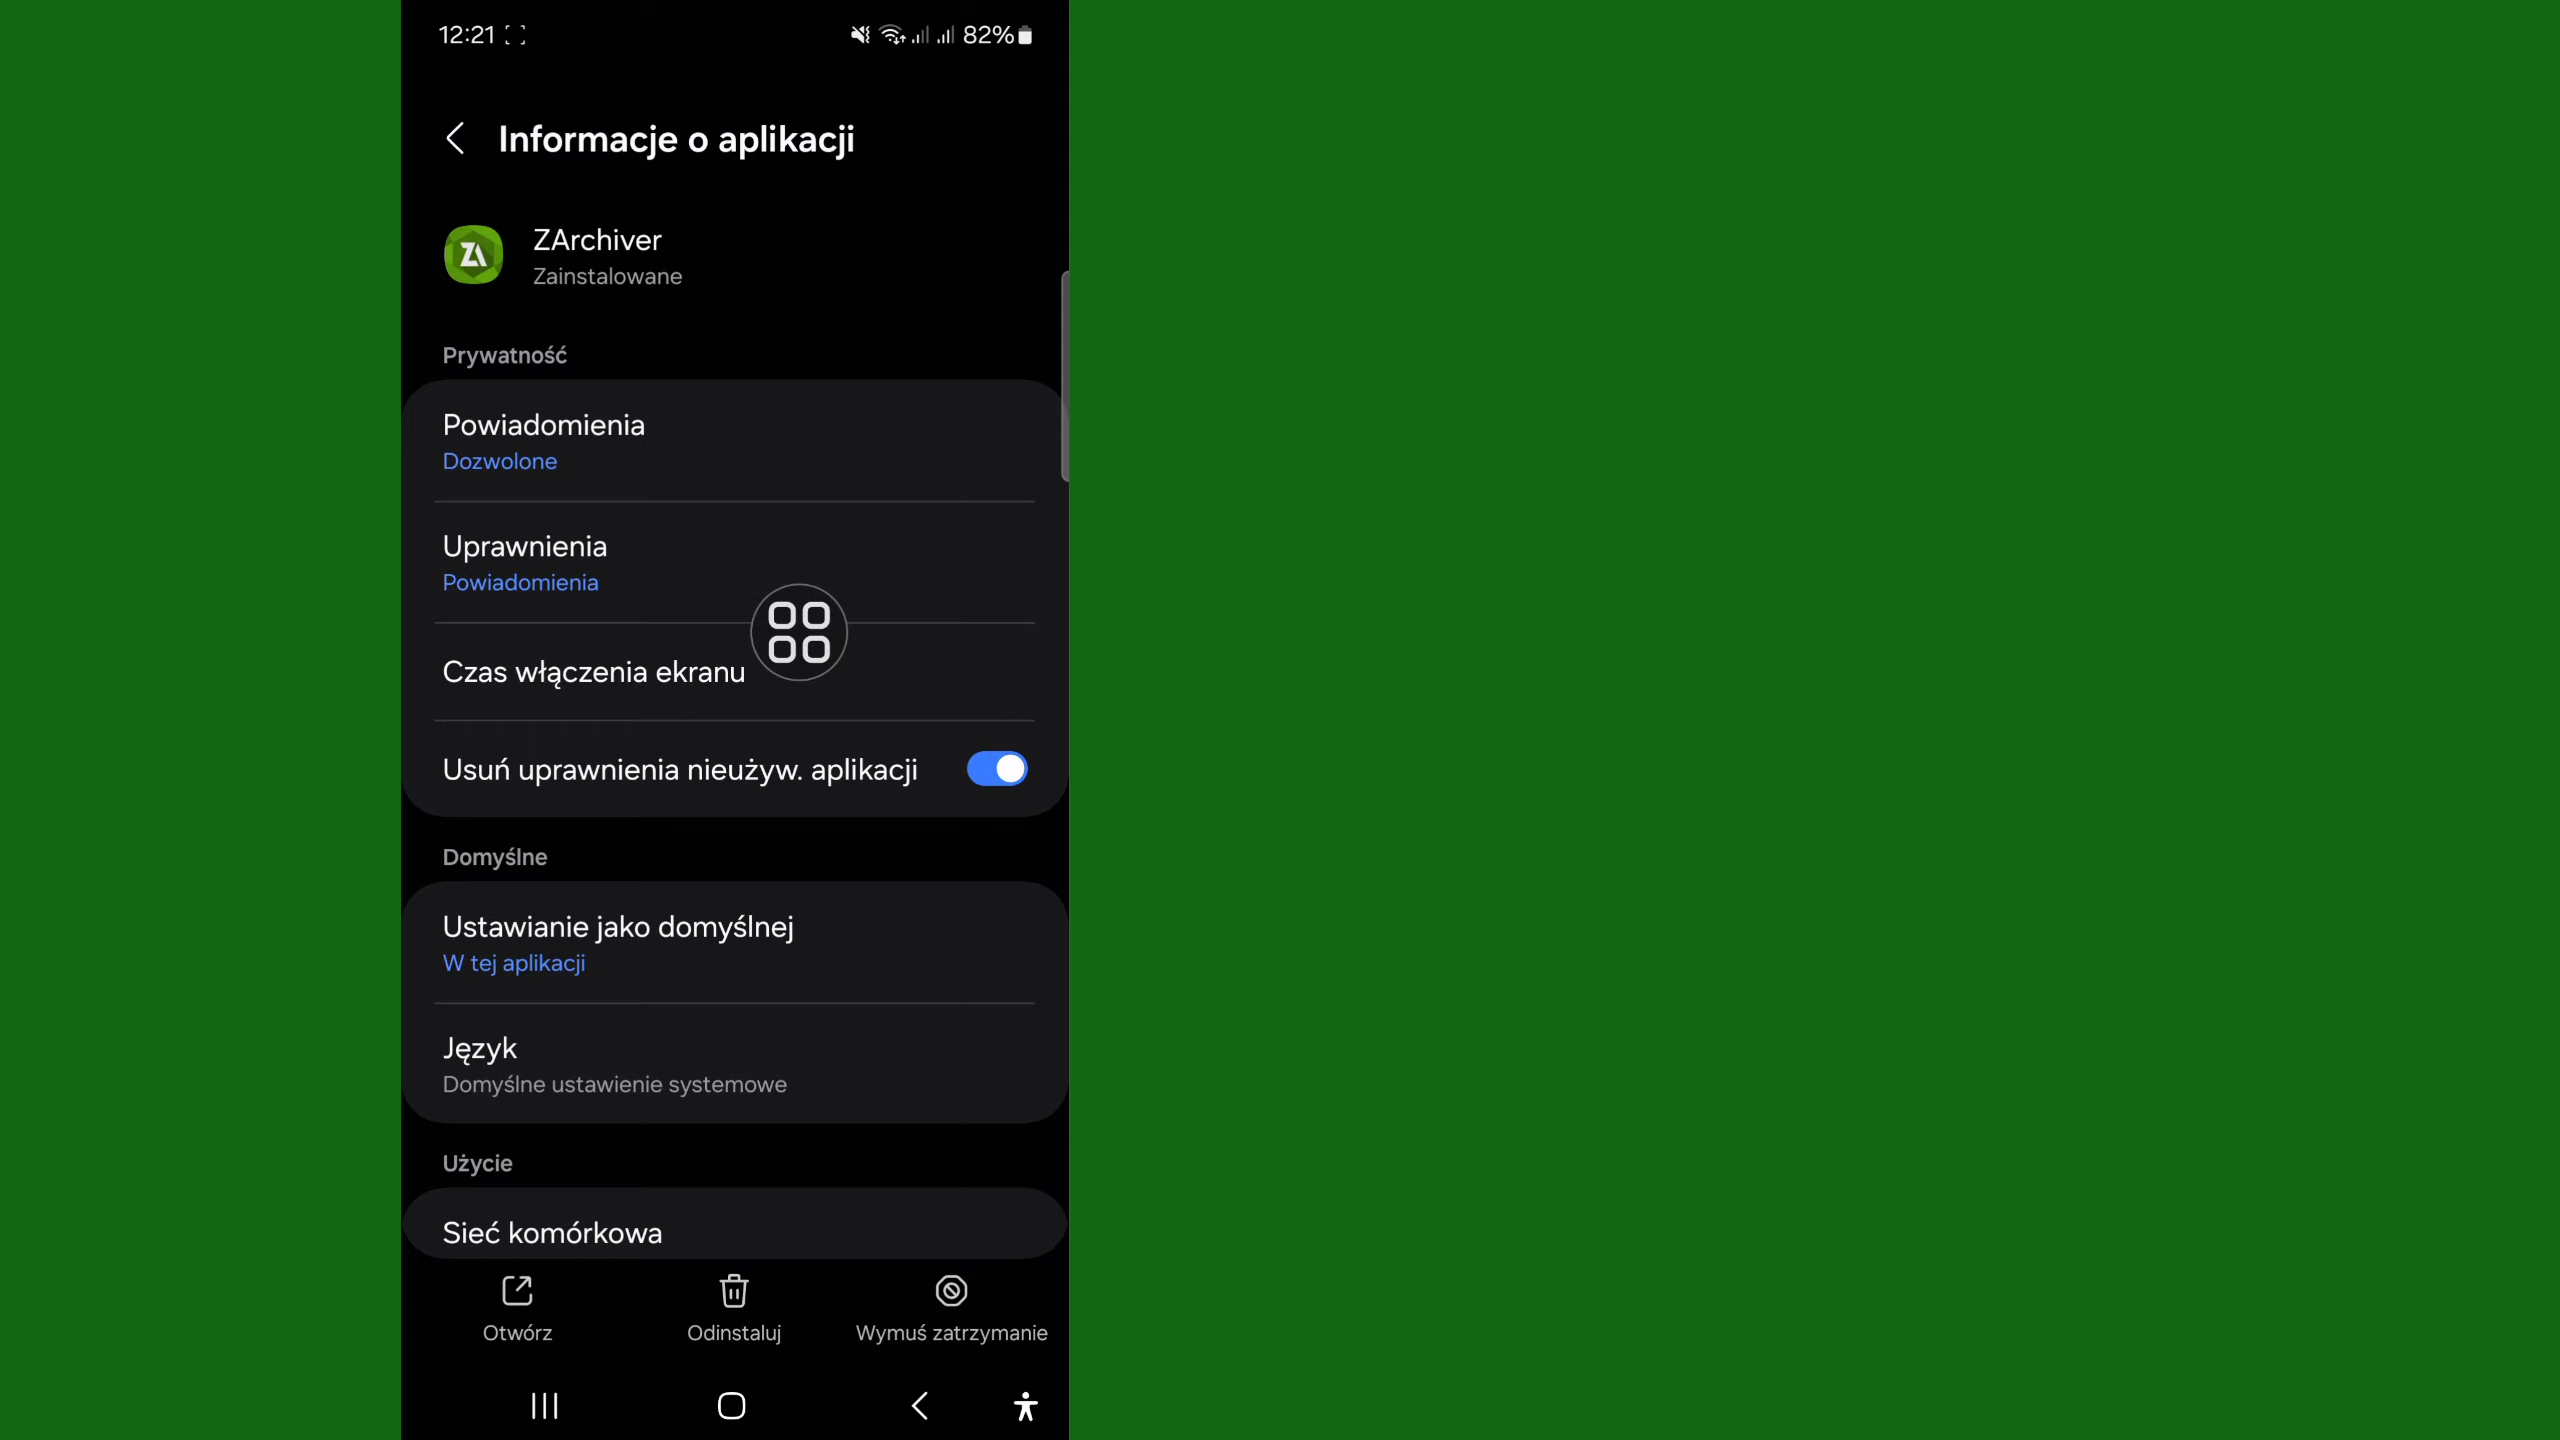 12:21 82%
Informacje o aplikacji
ZA
ZArchiver
Zainstalowane
Prywatność
Powiadomienia
Dozwolone
Uprawnienia
Powiadomienia
Czas włączenia ekranu
Usuń uprawnienia nieużyw. aplikacji
Domyślne
Ustawianie jako domyślnej
W tej aplikacji
Język
Domyślne ustawienie systemowe
Użycie
Sieć komórkowa
Otwórz Odinstaluj Wymuś zatrzymanie